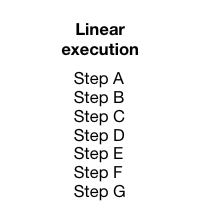 Linear
execution
Step A
Step B
Step C
Step D
Step E
Step F
Step G